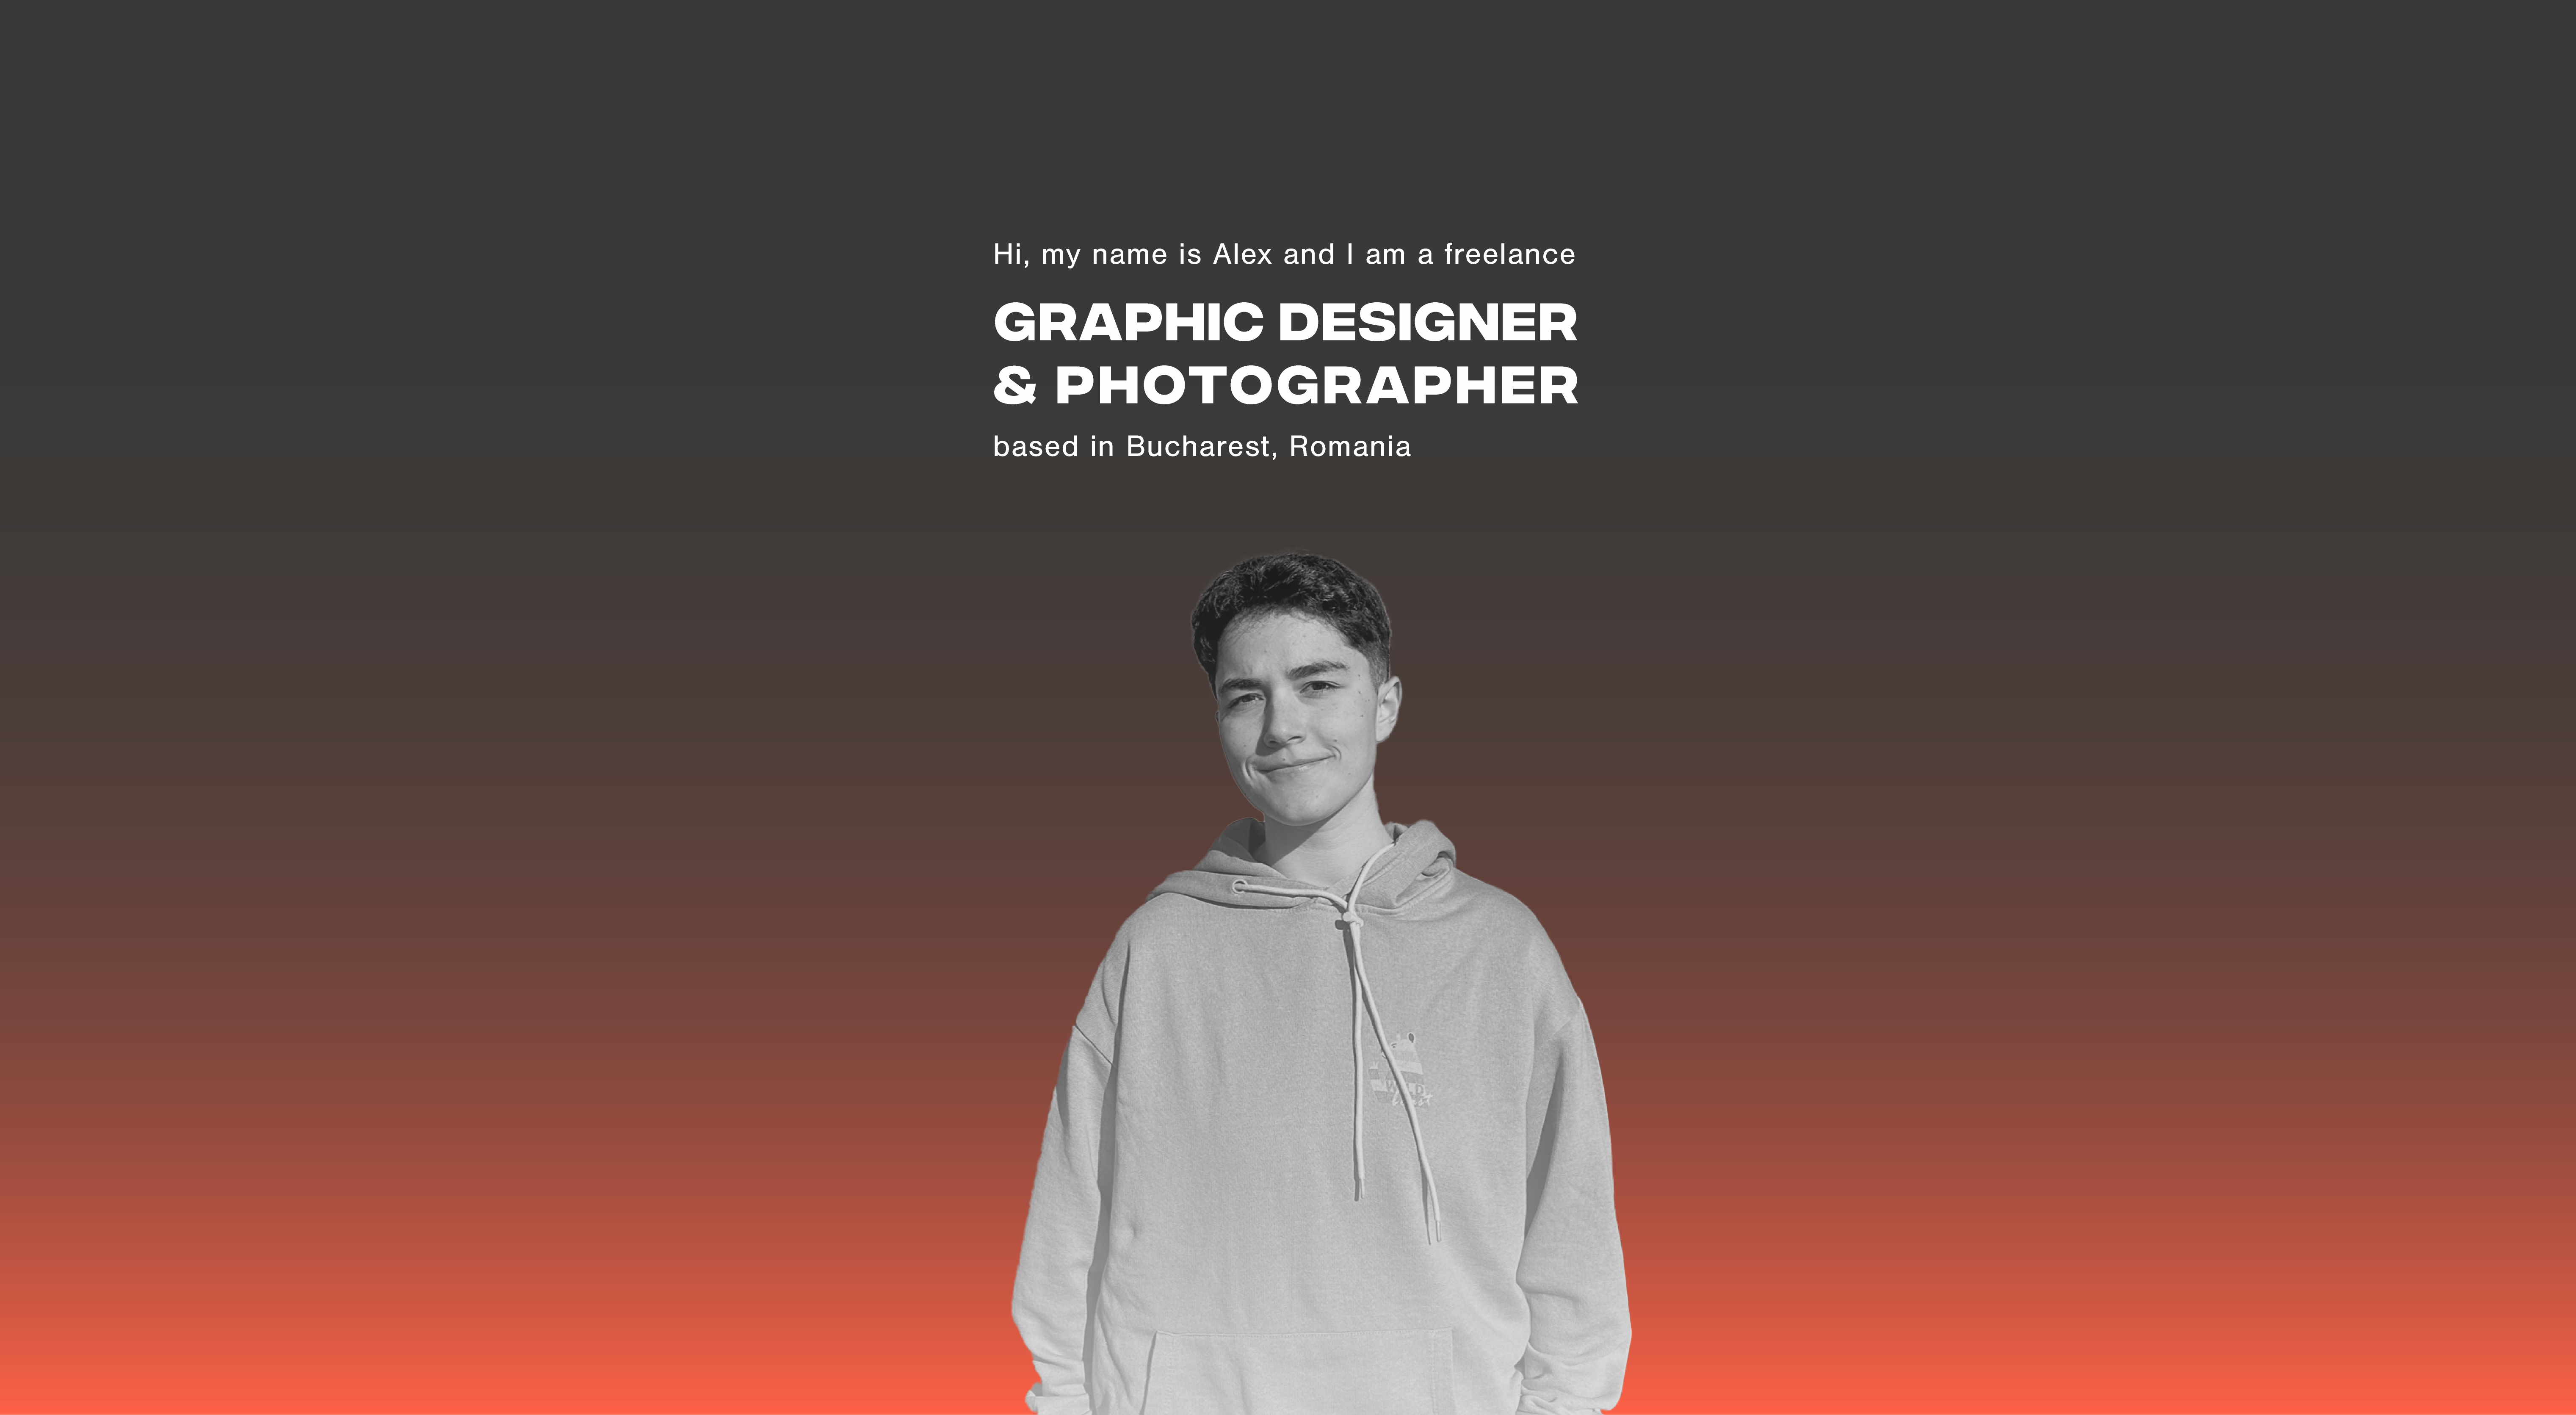 Hi, my name is Alex and I am a freelance
GRAPHIC DESIGNER
& PHOTOGRAPHER
based in Bucharest, Romania